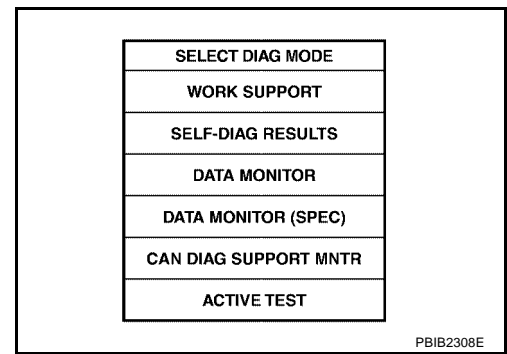 SELECT DIAG MODE
WORK SUPPORT
SELF-DIAG RESULTS
DATA MONITOR
DATA MONITOR (SPEC)
CAN DIAG SUPPORT MNTR
ACTIVE TEST
PBIB2308E